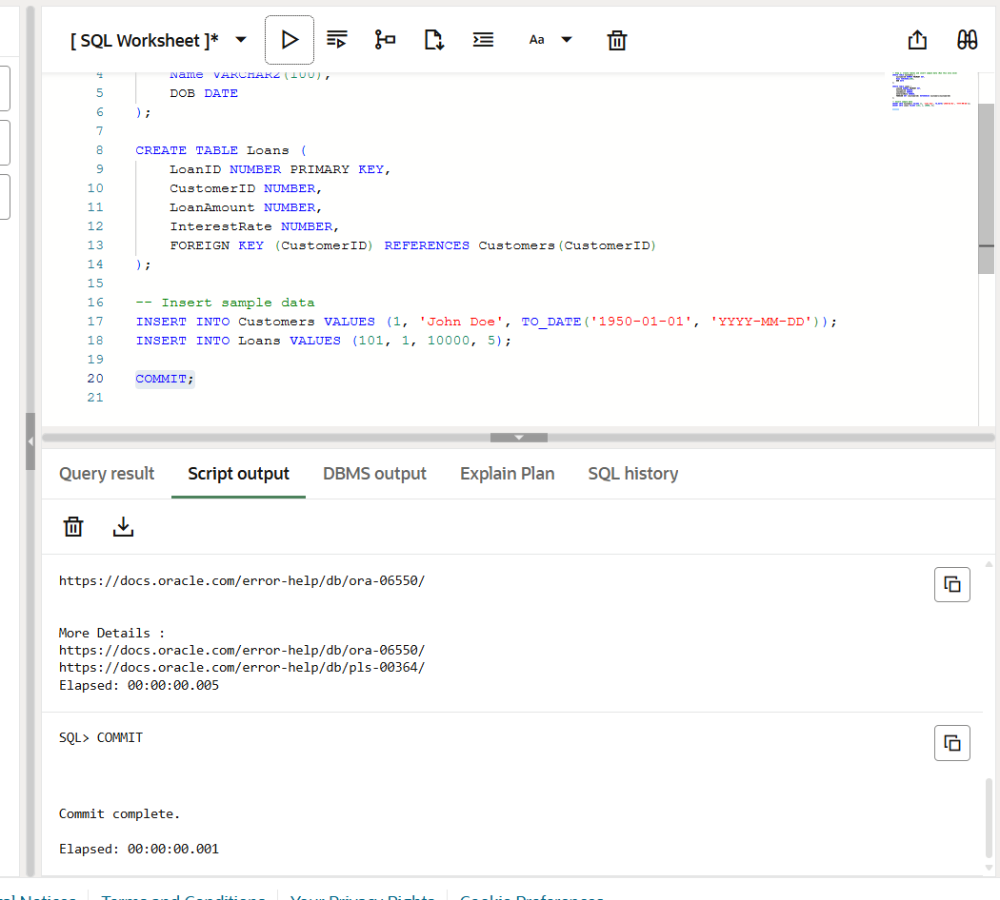 [ SQL Worksheet ]*
Aa
4 Name VARCHAR2(100),
5 DOB DATE
6 );
7
8 CREATE TABLE Loans (
9 LoanID NUMBER PRIMARY KEY,
10 CustomerID NUMBER,
11 LoanAmount NUMBER,
12 InterestRate NUMBER,
13 FOREIGN KEY (CustomerID) REFERENCES Customers(CustomerID)
14 );
15
16 -- Insert sample data
17 INSERT INTO Customers VALUES (1, 'John Doe', TO_DATE('1950-01-01', 'YYYY-MM-DD'));
18 INSERT INTO Loans VALUES (101, 1, 10000, 5);
19
20 COMMIT;
21
Query result Script output DBMS output Explain Plan SQL history
https://docs.oracle.com/error-help/db/ora-06550/
More Details :
https://docs.oracle.com/error-help/db/ora-06550/
https://docs.oracle.com/error-help/db/pls-00364/
Elapsed: 00:00:00.005
SQL> COMMIT
Commit complete.
Elapsed: 00:00:00.001
Notices Terms and Conditions Your Privacy Rights Cookie Preferences